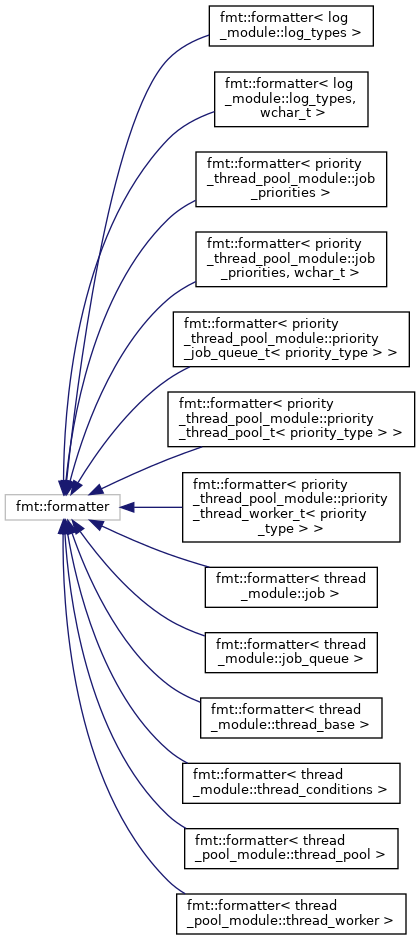 fmt::formatter< log
_module::log_types >
fmt::formatter< log
_module::log_types,
wchar_t >
fmt::formatter< priority
_thread_pool_module::job
_priorities >
fmt::formatter< priority
_thread_pool_module::job
_priorities, wchar_t >
fmt::formatter< priority
_thread_pool_module::priority
_job_queue_t< priority_type > >
fmt::formatter< priority
_thread_pool_module::priority
_thread_pool_t< priority_type > >
fmt::formatter
fmt::formatter< priority
_thread_pool_module::priority
_thread_worker_t< priority
_type > >
fmt::formatter< thread
_module::job >
fmt::formatter< thread
_module::job_queue >
fmt::formatter< thread
_module::thread_base >
fmt::formatter< thread
_module::thread_conditions >
fmt::formatter< thread
_pool_module::thread_pool >
fmt::formatter< thread
_pool_module::thread_worker >